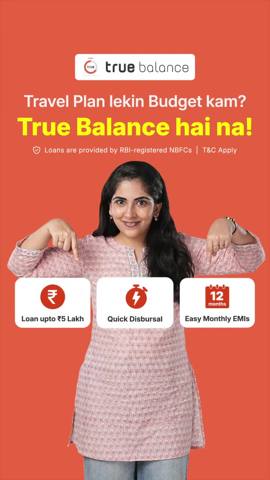 true balance
Travel Plan lekin Budget kam?
True Balance hai na!
Loans are provided by RBI-registered NBFCs | T&C Apply
₹
12
months
Loan upto ₹5 Lakh
Quick Disbursal
Easy Monthly EMIs